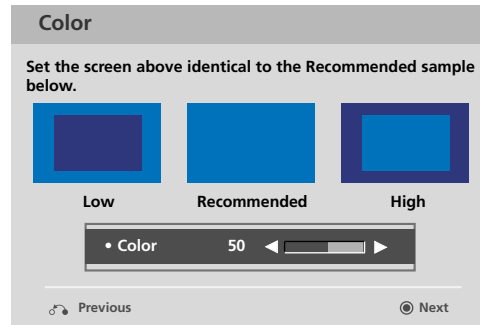 Color
Set the screen above identical to the Recommended sample
below.
Low Recommended High
• Color 50
Previous Next